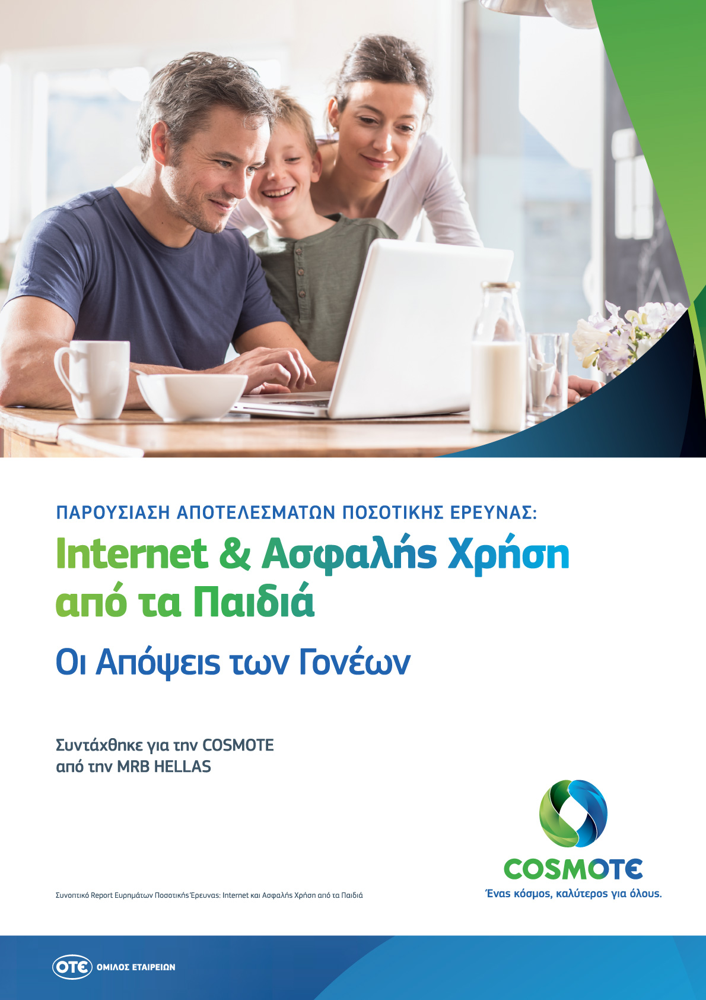 ΠΑΡΟΥΣΙΑΣΗ ΑΠΟΤΕΛΕΣΜΑΤΩΝ ΠΟΣΟΤΙΚΗΣ ΕΡΕΥΝΑΣ:
Internet & Ασφαλής Χρήση
από τα Παιδιά
Οι Απόψεις των Γονέων
Συντάχθηκε για την COSMOTE
από την MRB HELLAS
COSMOTE
Ένας κόσμος, καλύτερος για όλους.
Συνοπτικό Report Ευρημάτων Ποσοτικής Έρευνας: Internet και Ασφαλής Χρήση από τα Παιδιά
ΟΤΕ ΟΜΙΛΟΣ ΕΤΑΙΡΕΙΩΝ